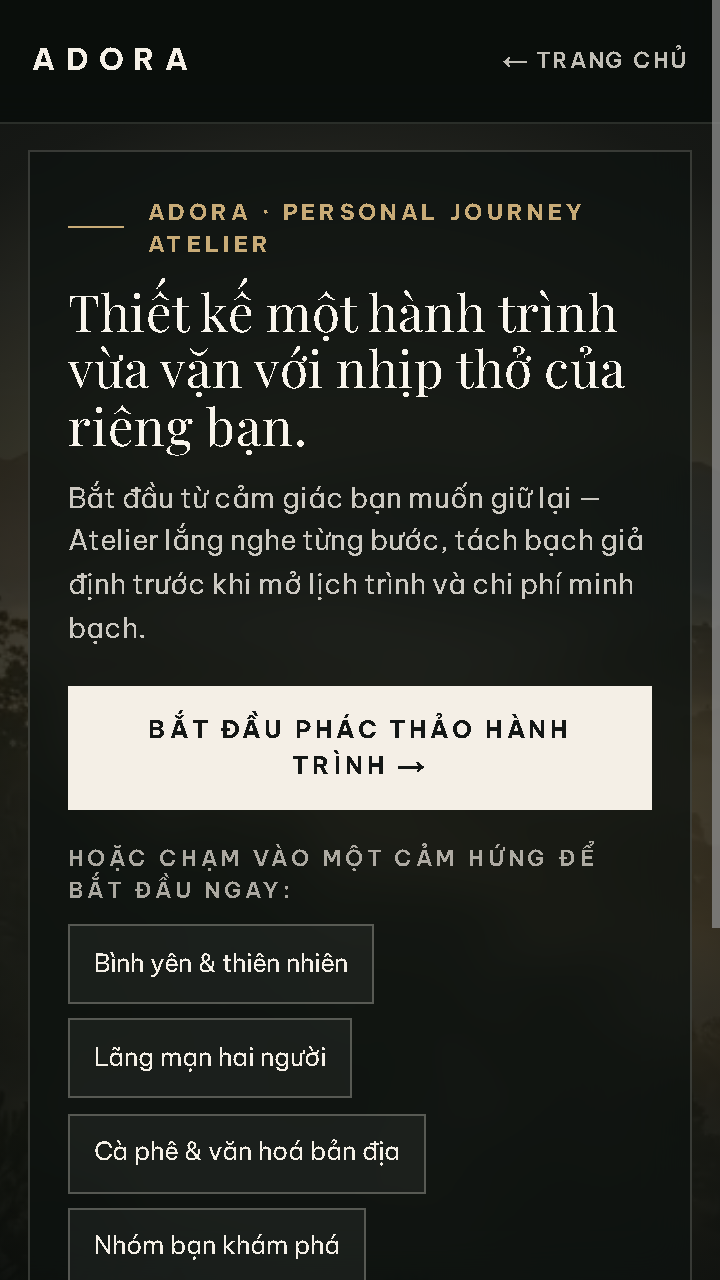 ADORA
← TRANG CHỦ
ADORA · PERSONAL JOURNEY
ATELIER
Thiết kế một hành trình
vừa vặn với nhịp thở của
riêng bạn.
Bắt đầu từ cảm giác bạn muốn giữ lại —
Atelier lắng nghe từng bước, tách bạch giả
định trước khi mở lịch trình và chi phí minh
bạch.
BẮT ĐẦU PHÁC THẢO HÀNH
TRÌNH →
HOẶC CHẠM VÀO MỘT CẢM HỨNG ĐỂ
BẮT ĐẦU NGAY:
Bình yên & thiên nhiên
Lãng mạn hai người
Cà phê & văn hoá bản địa
Nhóm bạn khám phá